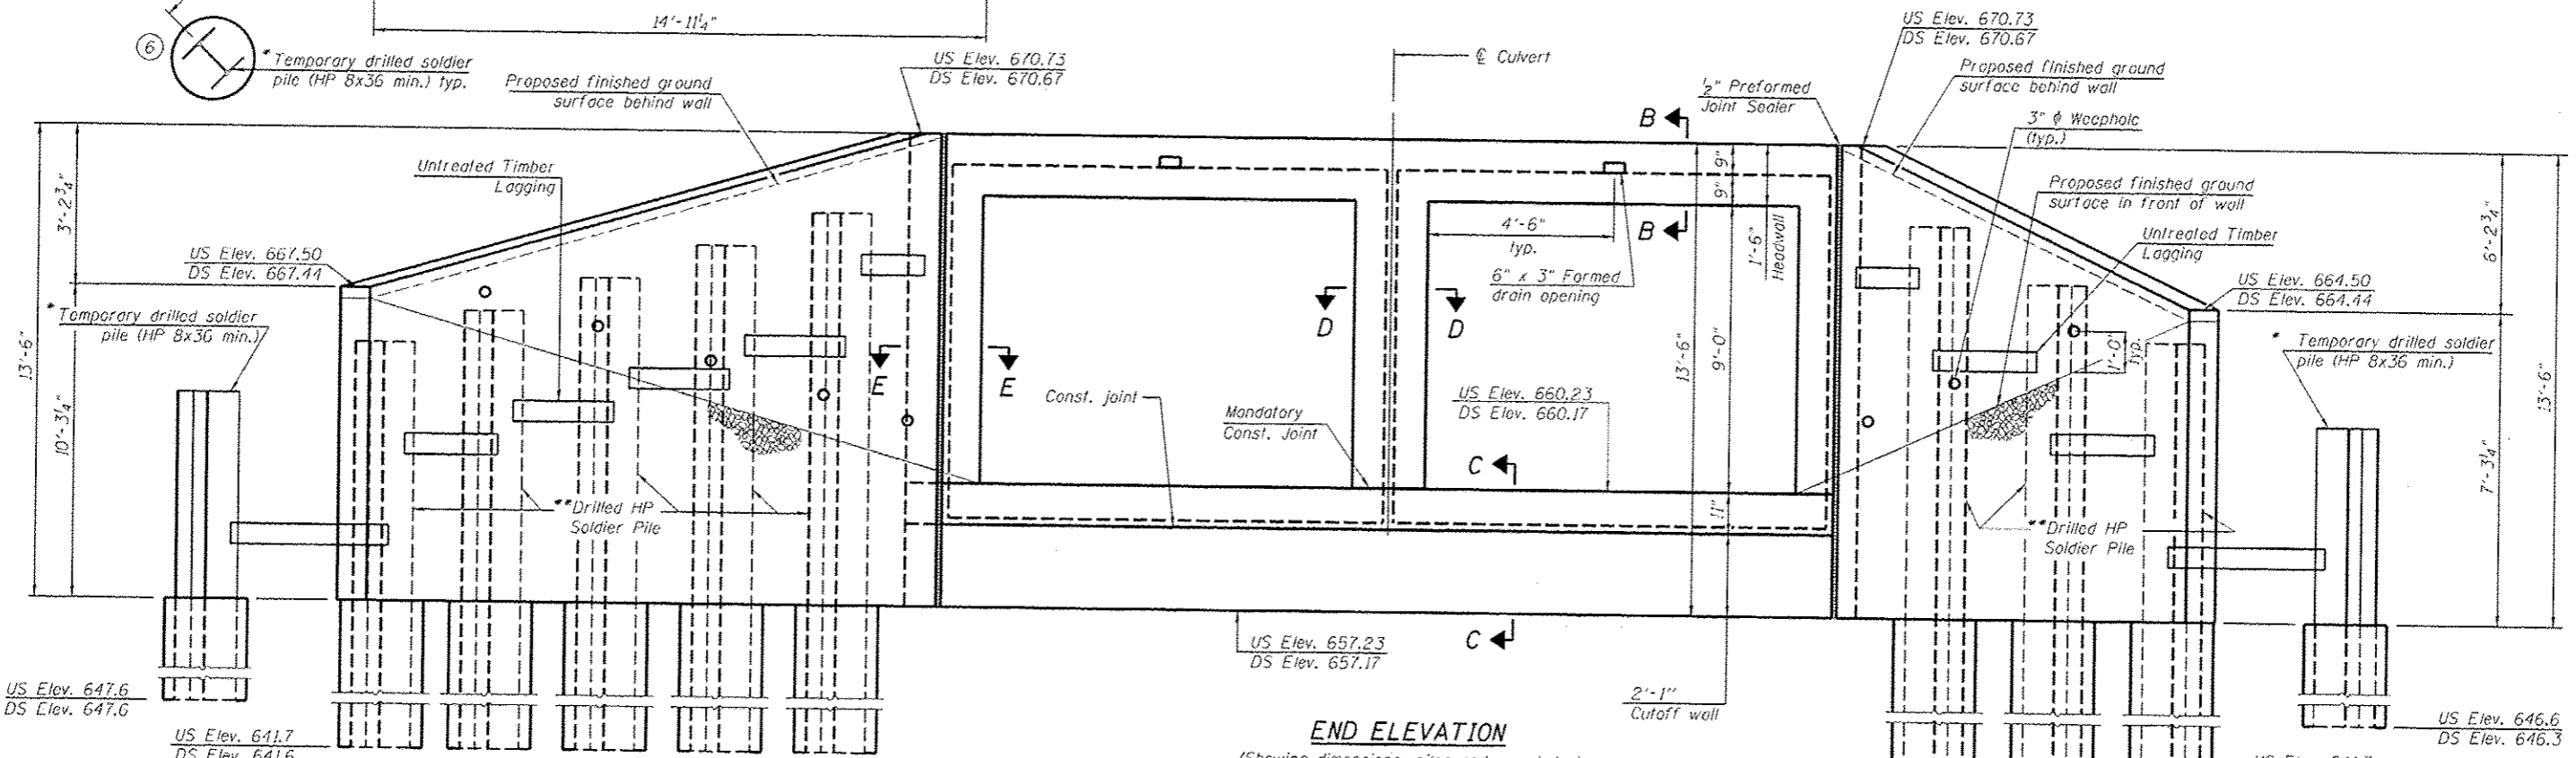 14'-11¼"
6
* Temporary drilled soldier
pile (HP 8x36 min.) typ.
Proposed finished ground
surface behind wall
US Elev. 670.73
DS Elev. 670.67
℄ Culvert
½" Preformed
Joint Sealer
US Elev. 670.73
DS Elev. 670.67
Proposed finished ground
surface behind wall
3" ϕ Weephole
(typ.)
B
Untreated Timber
Lagging
9"
9"
Proposed finished ground
surface in front of wall
3'-2¾"
6'-2¾"
4'-6"
typ.
B
1'-6"
Headwall
Untreated Timber
Lagging
US Elev. 667.50
DS Elev. 667.44
6" x 3" Formed
drain opening
US Elev. 664.50
DS Elev. 664.44
* Temporary drilled soldier
pile (HP 8x36 min.)
D
D
* Temporary drilled soldier
pile (HP 8x36 min.)
13'-6"
10'-3¼"
E
E
13'-6"
9'-0"
1'-0"
typ.
13'-6"
7'-3¼"
Const. joint
Mandatory
Const. Joint
US Elev. 660.23
DS Elev. 660.17
C
11"
**Drilled HP
Soldier Pile
**Drilled HP
Soldier Pile
US Elev. 657.23
DS Elev. 657.17
C
2'-1"
Cutoff wall
US Elev. 647.6
DS Elev. 647.6
US Elev. 641.7
DS Elev. 641.6
END ELEVATION
US Elev. 646.6
DS Elev. 646.3